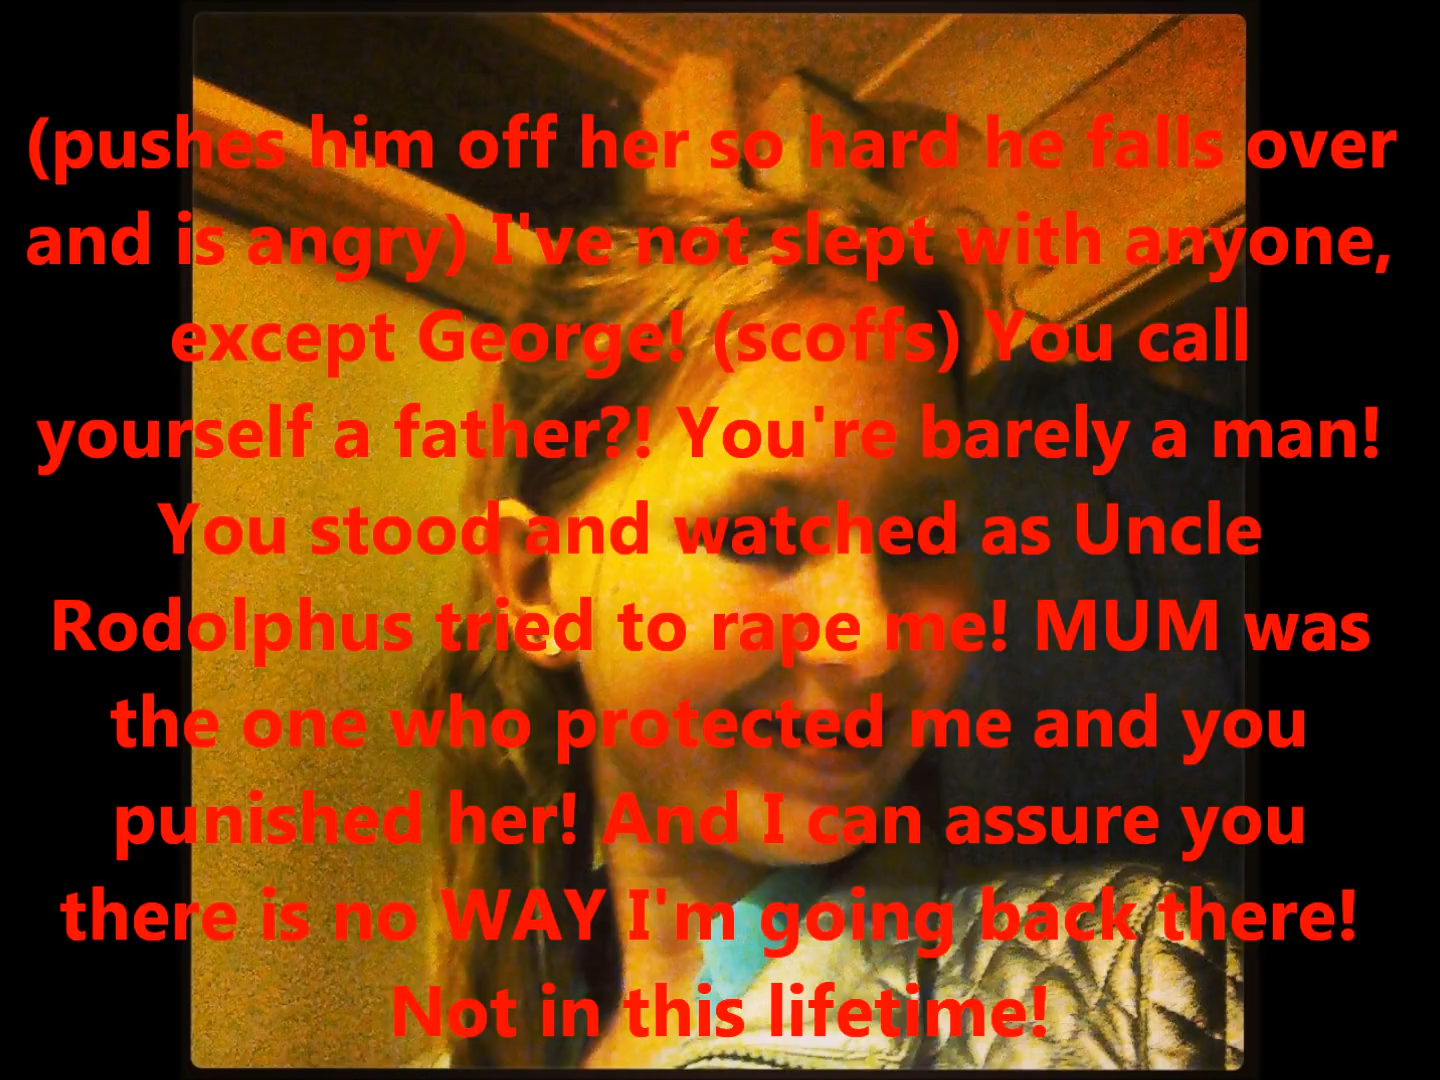 (pushes him off her so hard he falls over
and is angry) I've not slept with anyone,
except George! (scoffs) You call
yourself a father?! You're barely a man!
You stood and watched as Uncle
Rodolphus tried to rape me! MUM was
the one who protected me and you
punished her! And I can assure you
there is no WAY I'm going back there!
Not in this lifetime!